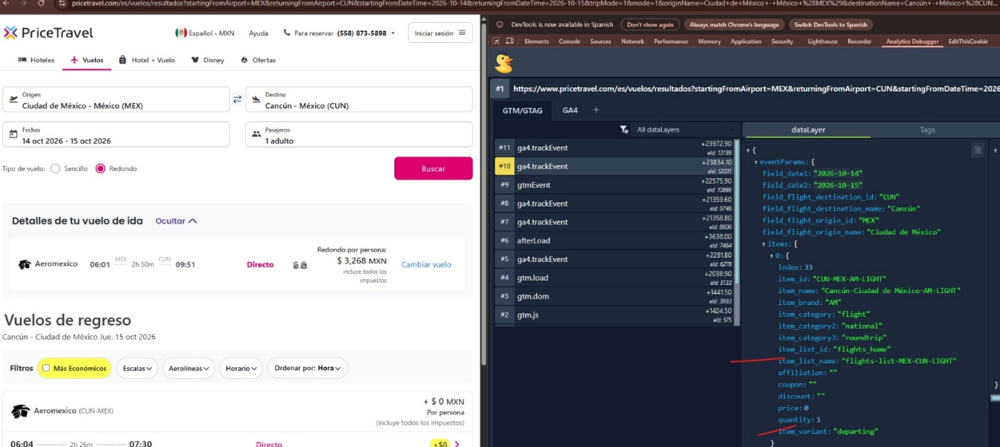 pricetravel.com/es/vuelos/resultados?startingFromAirport=MEX&returningFromAirport=CUN&startingFromDateTime=2026-10-14&returningFromDateTime=2026-10-15&tripMode=1&mode=1&originName=Ciudad+de+México+-+México+%28MEX%29&destinationName=Cancún+-+México+%28CUN...
PriceTravel
Español - MXN
Ayuda
Para reservar (558) 873-5898
Iniciar sesión
Hoteles
Vuelos
Hotel + Vuelo
Disney
Ofertas
Origen
Ciudad de México - México (MEX)
Destino
Cancún - México (CUN)
Fechas
14 oct 2026 - 15 oct 2026
Pasajeros
1 adulto
Tipo de vuelo: Sencillo Redondo
Buscar
Detalles de tu vuelo de ida Ocultar
Aeromexico
06:01 MEX 2h 50m CUN 09:51
Directo
Redondo por persona:
$ 3,268 MXN
incluye todos los
impuestos
Cambiar vuelo
Vuelos de regreso
Cancún - Ciudad de México Jue. 15 oct 2026
Filtros Más Económicos Escalas Aerolíneas Horario Ordenar por: Hora
Aeromexico (CUN-MEX)
+ $ 0 MXN
Por persona
(incluye todos los impuestos)
06:04 2h 26m 07:30 Directo +$0
DevTools is now available in Spanish Don't show again Always match Chrome's language Switch DevTools to Spanish
Elements Console Sources Network Performance Memory Application Security Lighthouse Recorder Analytics Debugger EditThisCookie
#1 https://www.pricetravel.com/es/vuelos/resultados?startingFromAirport=MEX&returningFromAirport=CUN&startingFromDateTime=2026
GTM/GTAG GA4 +
All dataLayers
#11 ga4.trackEvent +23972.90
eId: 13199
#10 ga4.trackEvent +23834.10
eId: 12031
#9 gtmEvent +22575.90
eId: 10886
#8 ga4.trackEvent +21359.60
eId: 9746
#7 ga4.trackEvent +21358.80
eId: 8606
#6 afterLoad +3638.00
eId: 7464
#5 ga4.trackEvent +2281.80
eId: 6278
#4 gtm.load +2038.90
eId: 5133
#3 gtm.dom +1441.50
eId: 3993
#2 gtm.js +1424.50
eId: 575
dataLayer Tags
{
eventParams: {
field_date1: "2026-10-14"
field_date2: "2026-10-15"
field_flight_destination_id: "CUN"
field_flight_destination_name: "Cancún"
field_flight_origin_id: "MEX"
field_flight_origin_name: "Ciudad de México"
items: [
0: {
index: 33
item_id: "CUN-MEX-AM-LIGHT"
item_name: "Cancún-Ciudad de México-AM-LIGHT"
item_brand: "AM"
item_category: "flight"
item_category2: "national"
item_category3: "roundtrip"
item_list_id: "flights_home"
item_list_name: "flights-list-MEX-CUN-LIGHT"
affiliation: ""
coupon: ""
discount: ""
price: 0
quantity: 1
item_variant: "departing"
}
}